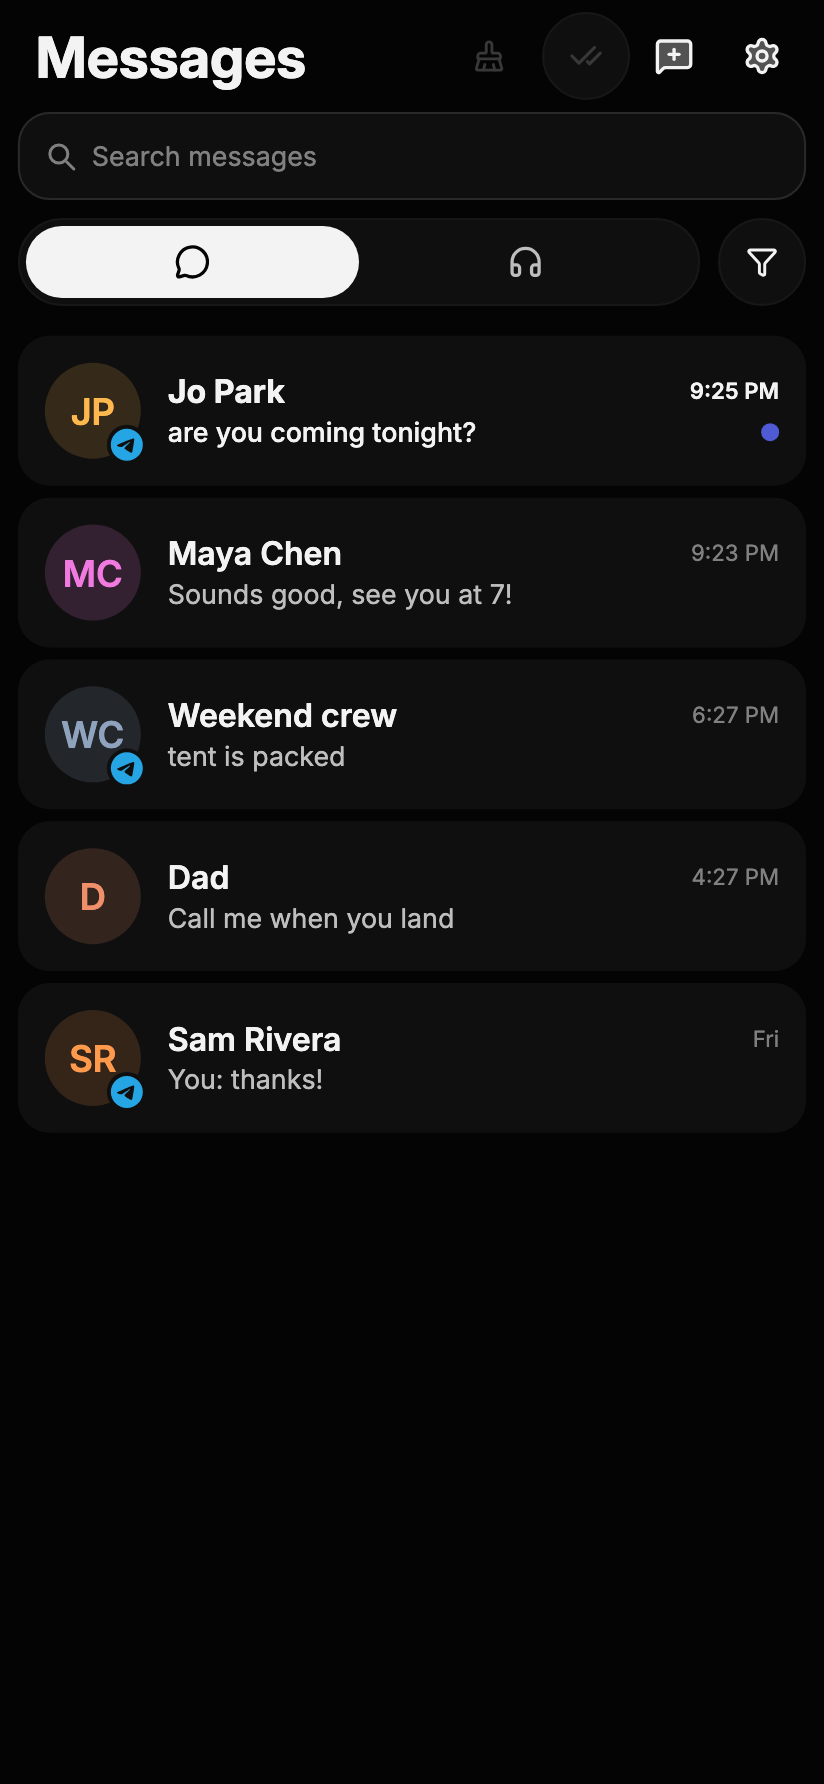 Messages
Search messages
JP
Jo Park
9:25 PM
are you coming tonight?
MC
Maya Chen
9:23 PM
Sounds good, see you at 7!
WC
Weekend crew
6:27 PM
tent is packed
D
Dad
4:27 PM
Call me when you land
SR
Sam Rivera
Fri
You: thanks!